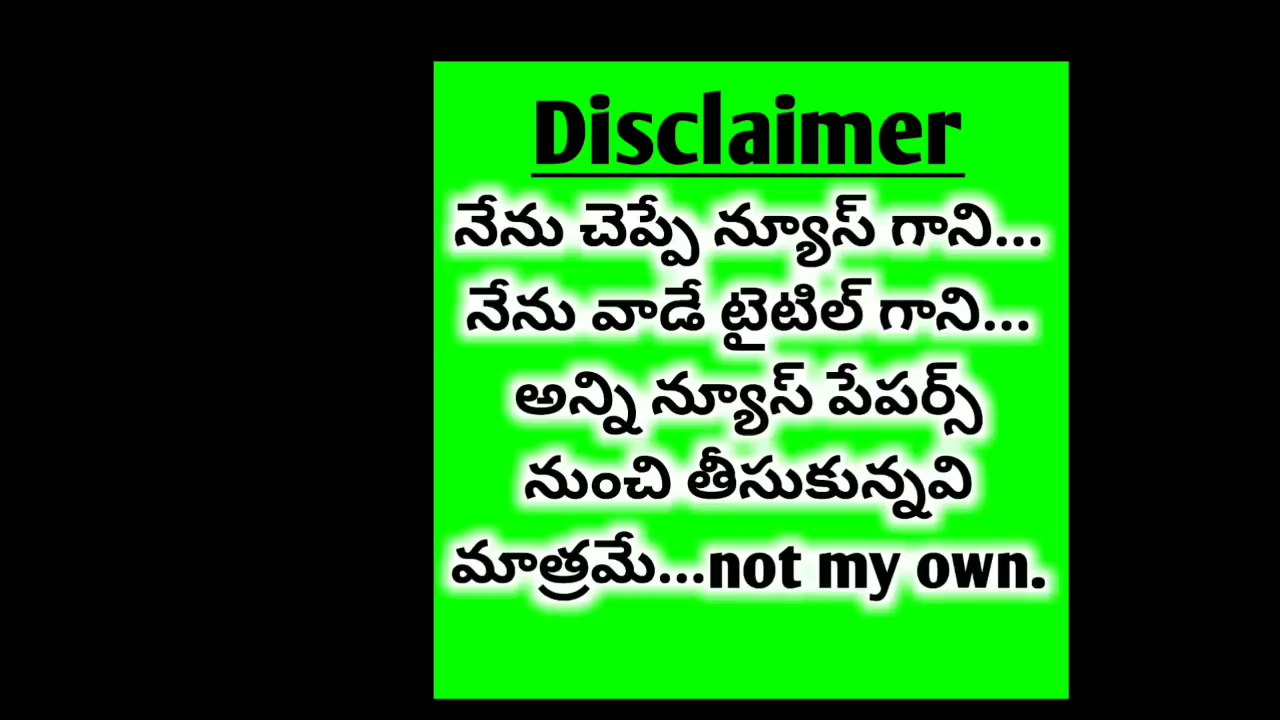 Disclaimer
నేను చెప్పే న్యూస్ గాని...
నేను వాడే టైటిల్ గాని...
అన్ని న్యూస్ పేపర్స్
నుంచి తీసుకున్నవి
మాత్రమే...not my own.